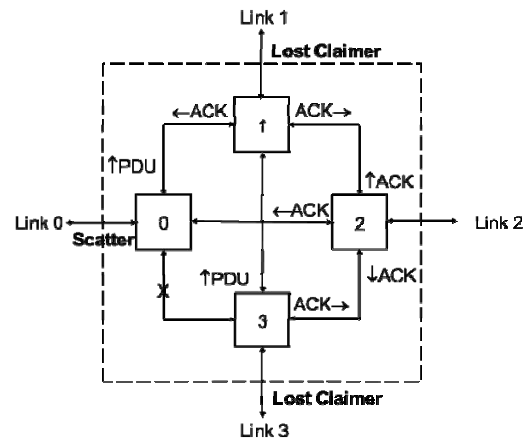 Link 1
Lost Claimer
←ACK
ACK→
1
↑PDU
↑ACK
Link 0
0
←ACK
2
Link 2
Scatter
↓ACK
X
↑PDU
ACK→
3
Lost Claimer
Link 3